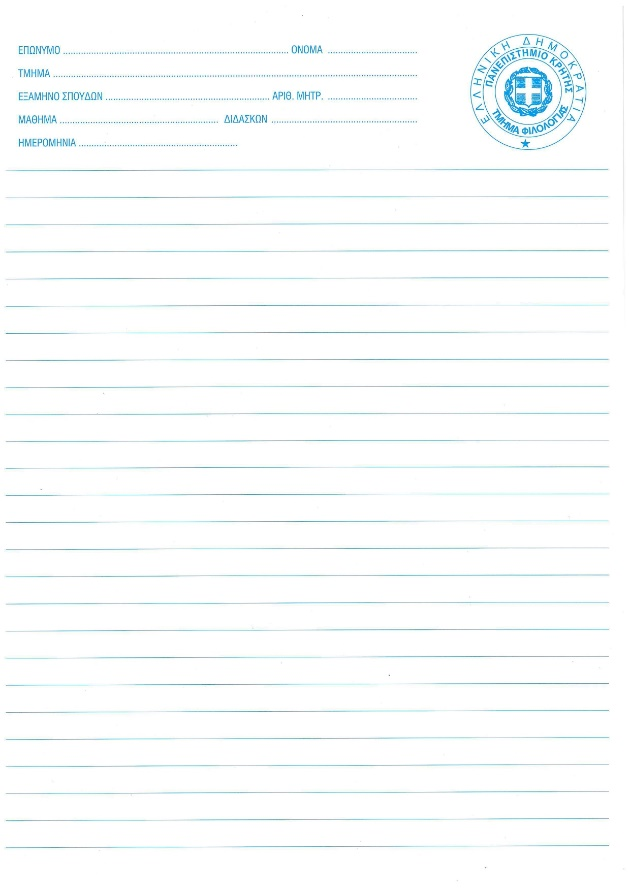 ΕΠΩΝΥΜΟ ........................................ ΟΝΟΜΑ ........................
ΤΜΗΜΑ ........................................
ΕΞΑΜΗΝΟ ΣΠΟΥΔΩΝ ........................................ ΑΡΙΘ. ΜΗΤΡ. ........................
ΜΑΘΗΜΑ ........................................ ΔΙΔΑΣΚΩΝ ........................................
ΗΜΕΡΟΜΗΝΙΑ ........................................
ΕΛΛΗΝΙΚΗ ΔΗΜΟΚΡΑΤΙΑ
ΠΑΝΕΠΙΣΤΗΜΙΟ ΚΡΗΤΗΣ
ΤΜΗΜΑ ΦΙΛΟΛΟΓΙΑΣ